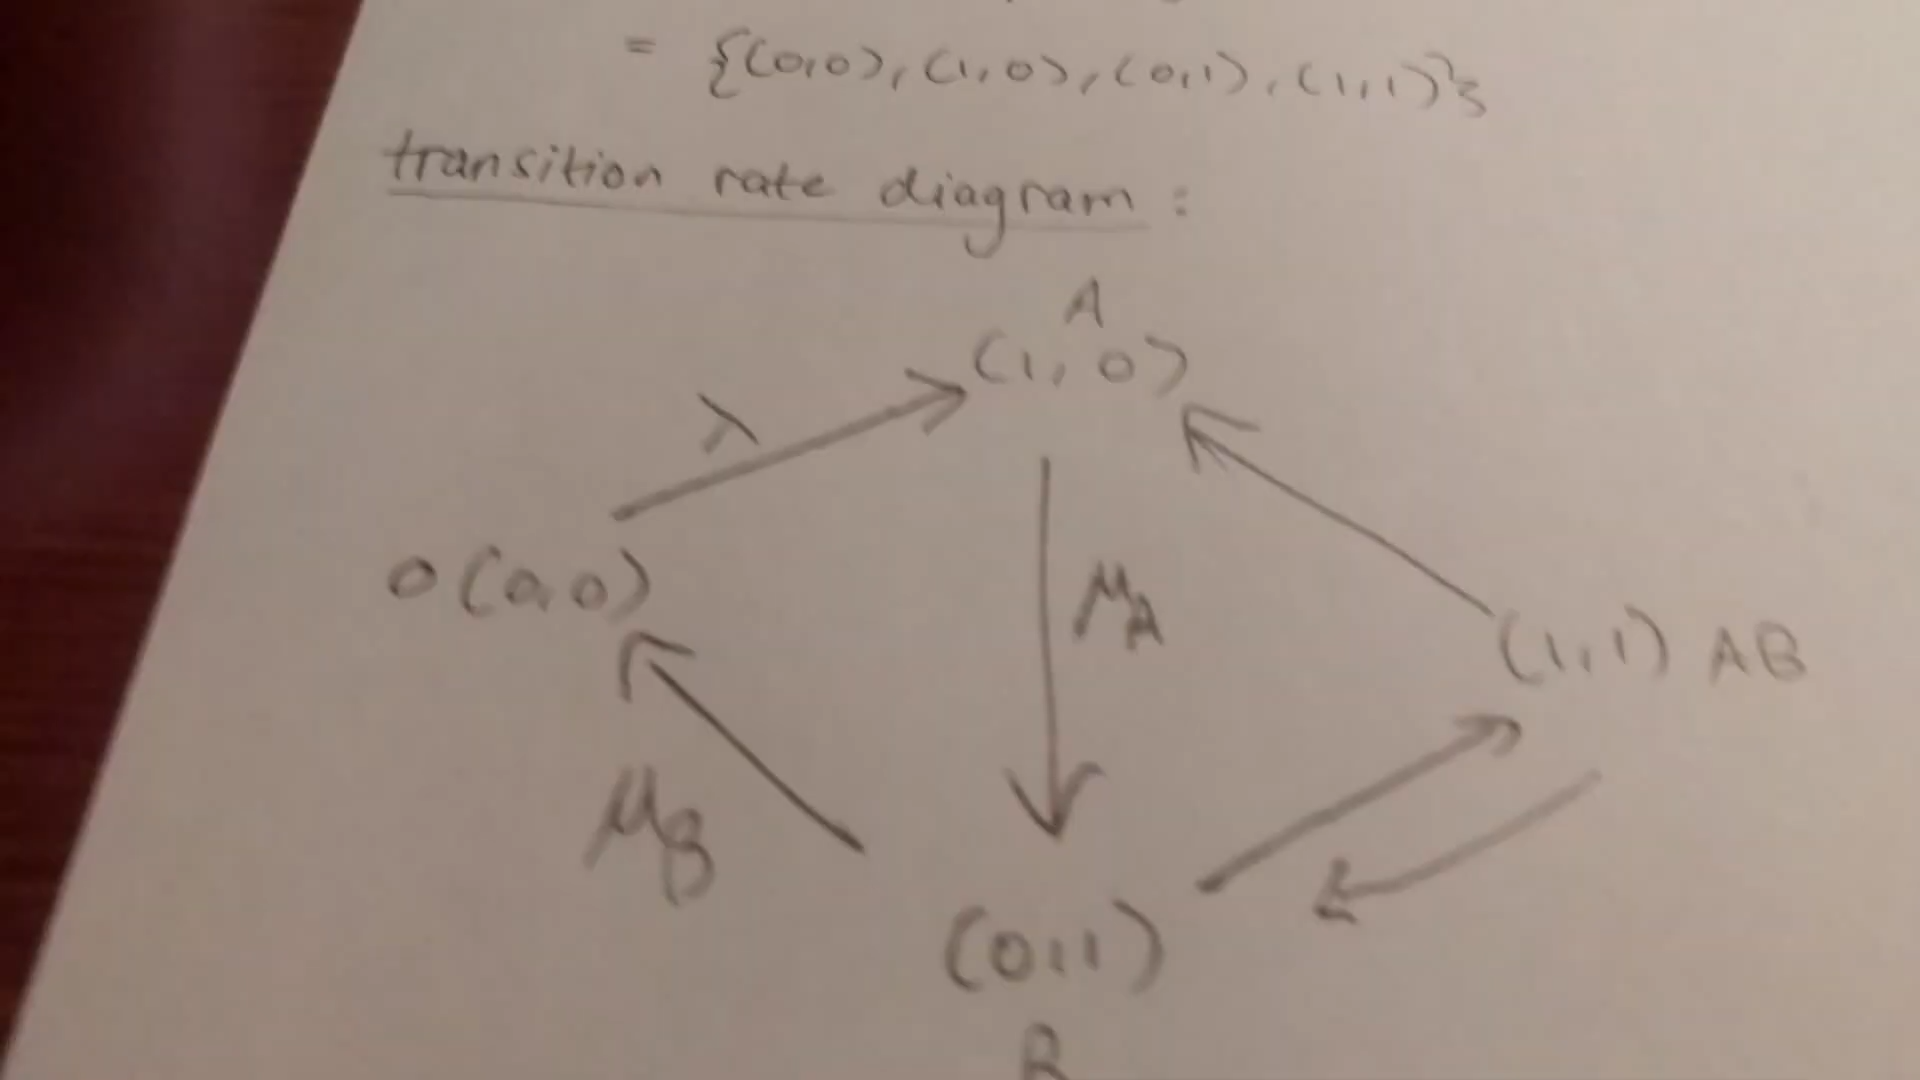 = {(0,0), (1,0), (0,1), (1,1)}
transition rate diagram :
A
(1,0)
λ
0 (0,0)
μA
(1,1) AB
μB
(0,1)
B